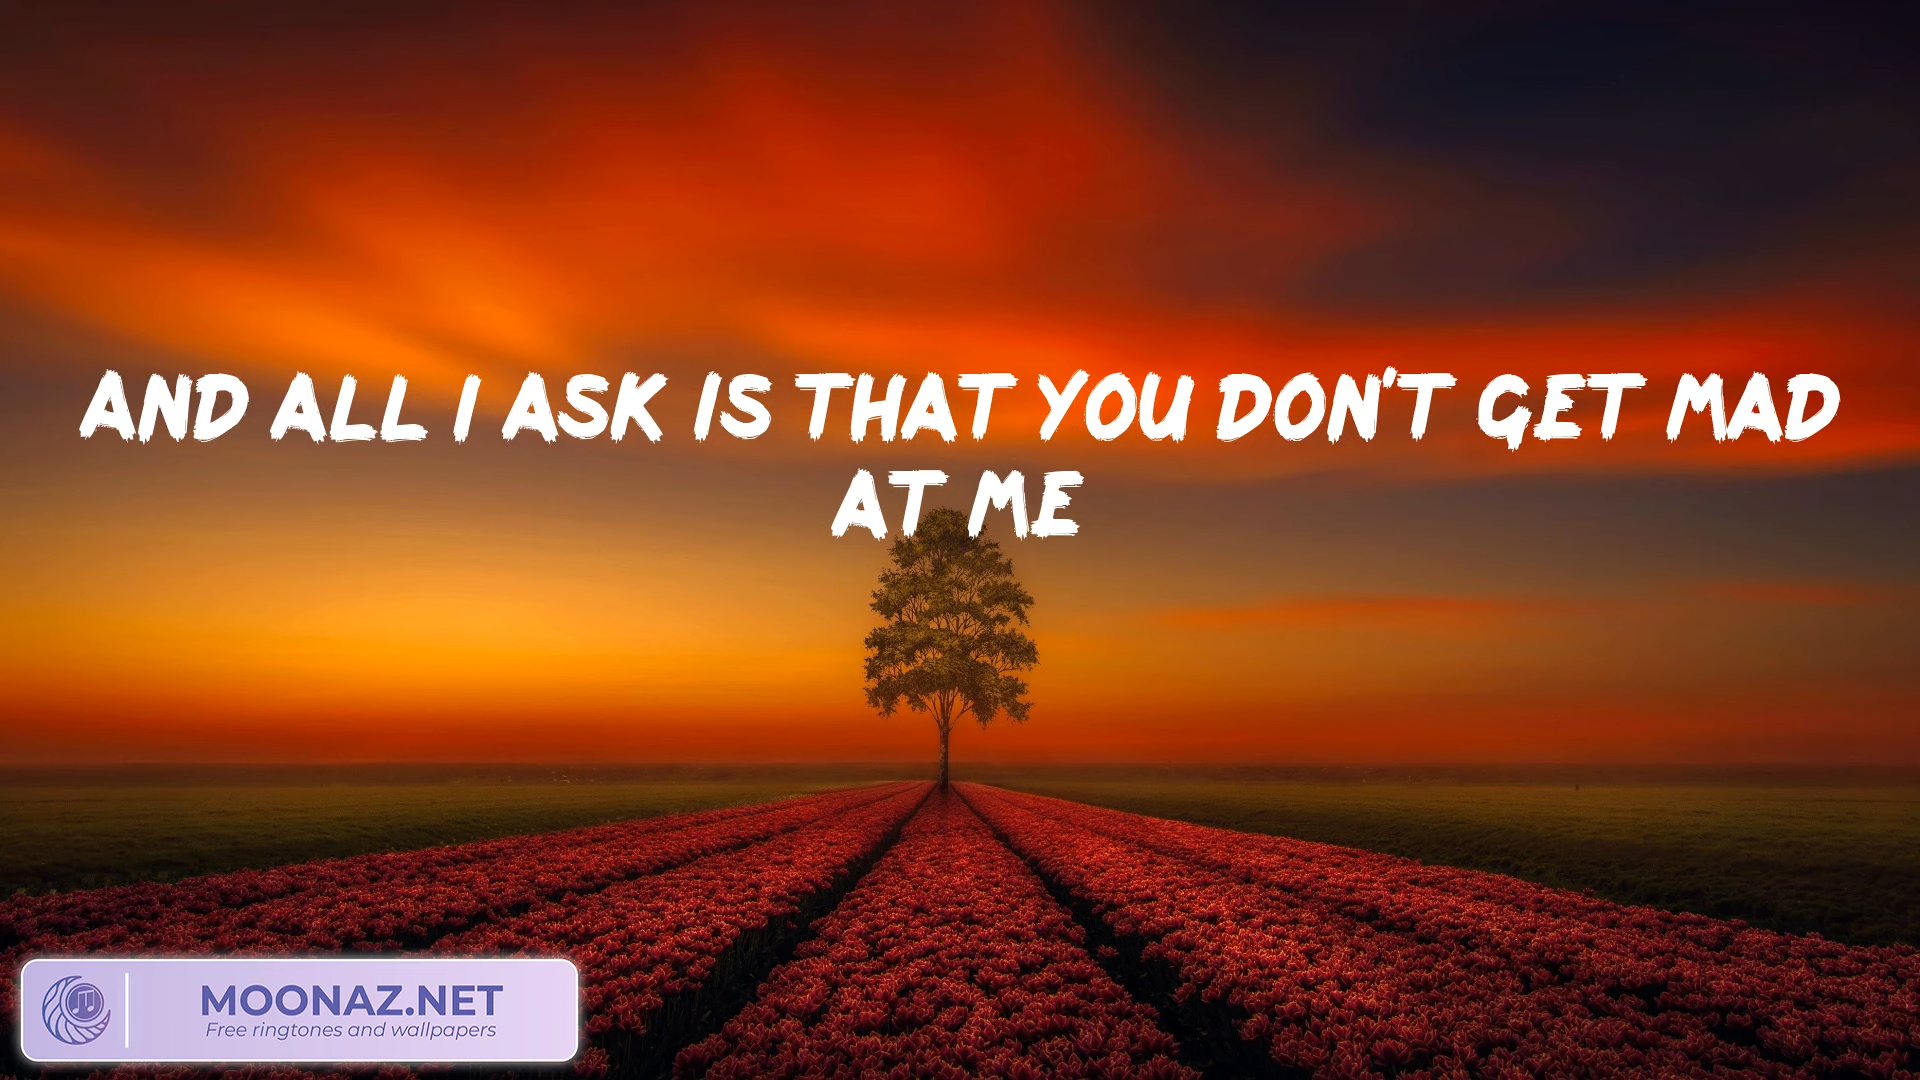 AND ALL I ASK IS THAT YOU DON'T GET MAD
AT ME
MOONAZ.NET
Free ringtones and wallpapers